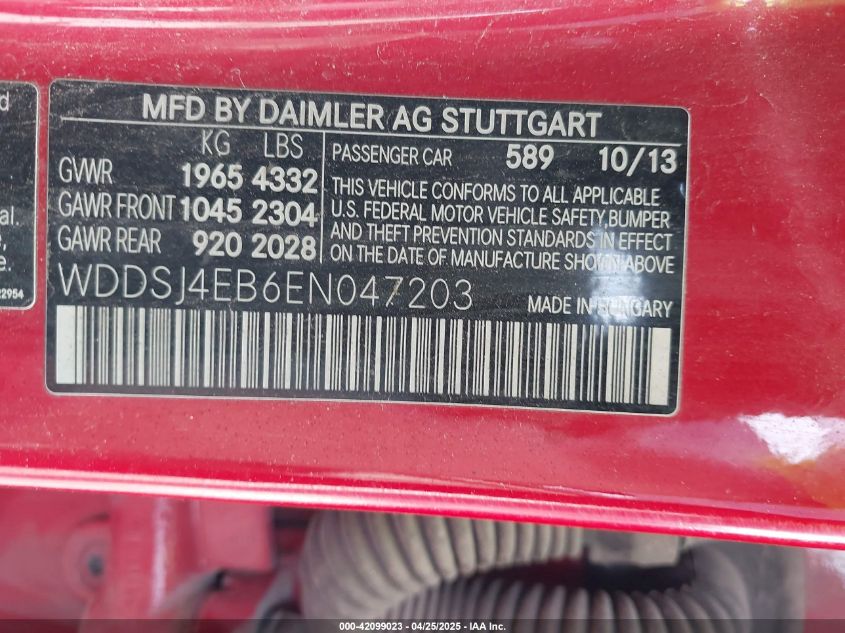 d
al.
,
e.
22954
MFD BY DAIMLER AG STUTTGART
KG LBS
GVWR 1965 4332
GAWR FRONT 1045 2304
GAWR REAR 920 2028
PASSENGER CAR 589 10/13
THIS VEHICLE CONFORMS TO ALL APPLICABLE
U.S. FEDERAL MOTOR VEHICLE SAFETY, BUMPER
AND THEFT PREVENTION STANDARDS IN EFFECT
ON THE DATE OF MANUFACTURE SHOWN ABOVE
WDDSJ4EB6EN047203
MADE IN HUNGARY
000-42099023 - 04/25/2025 - IAA Inc.